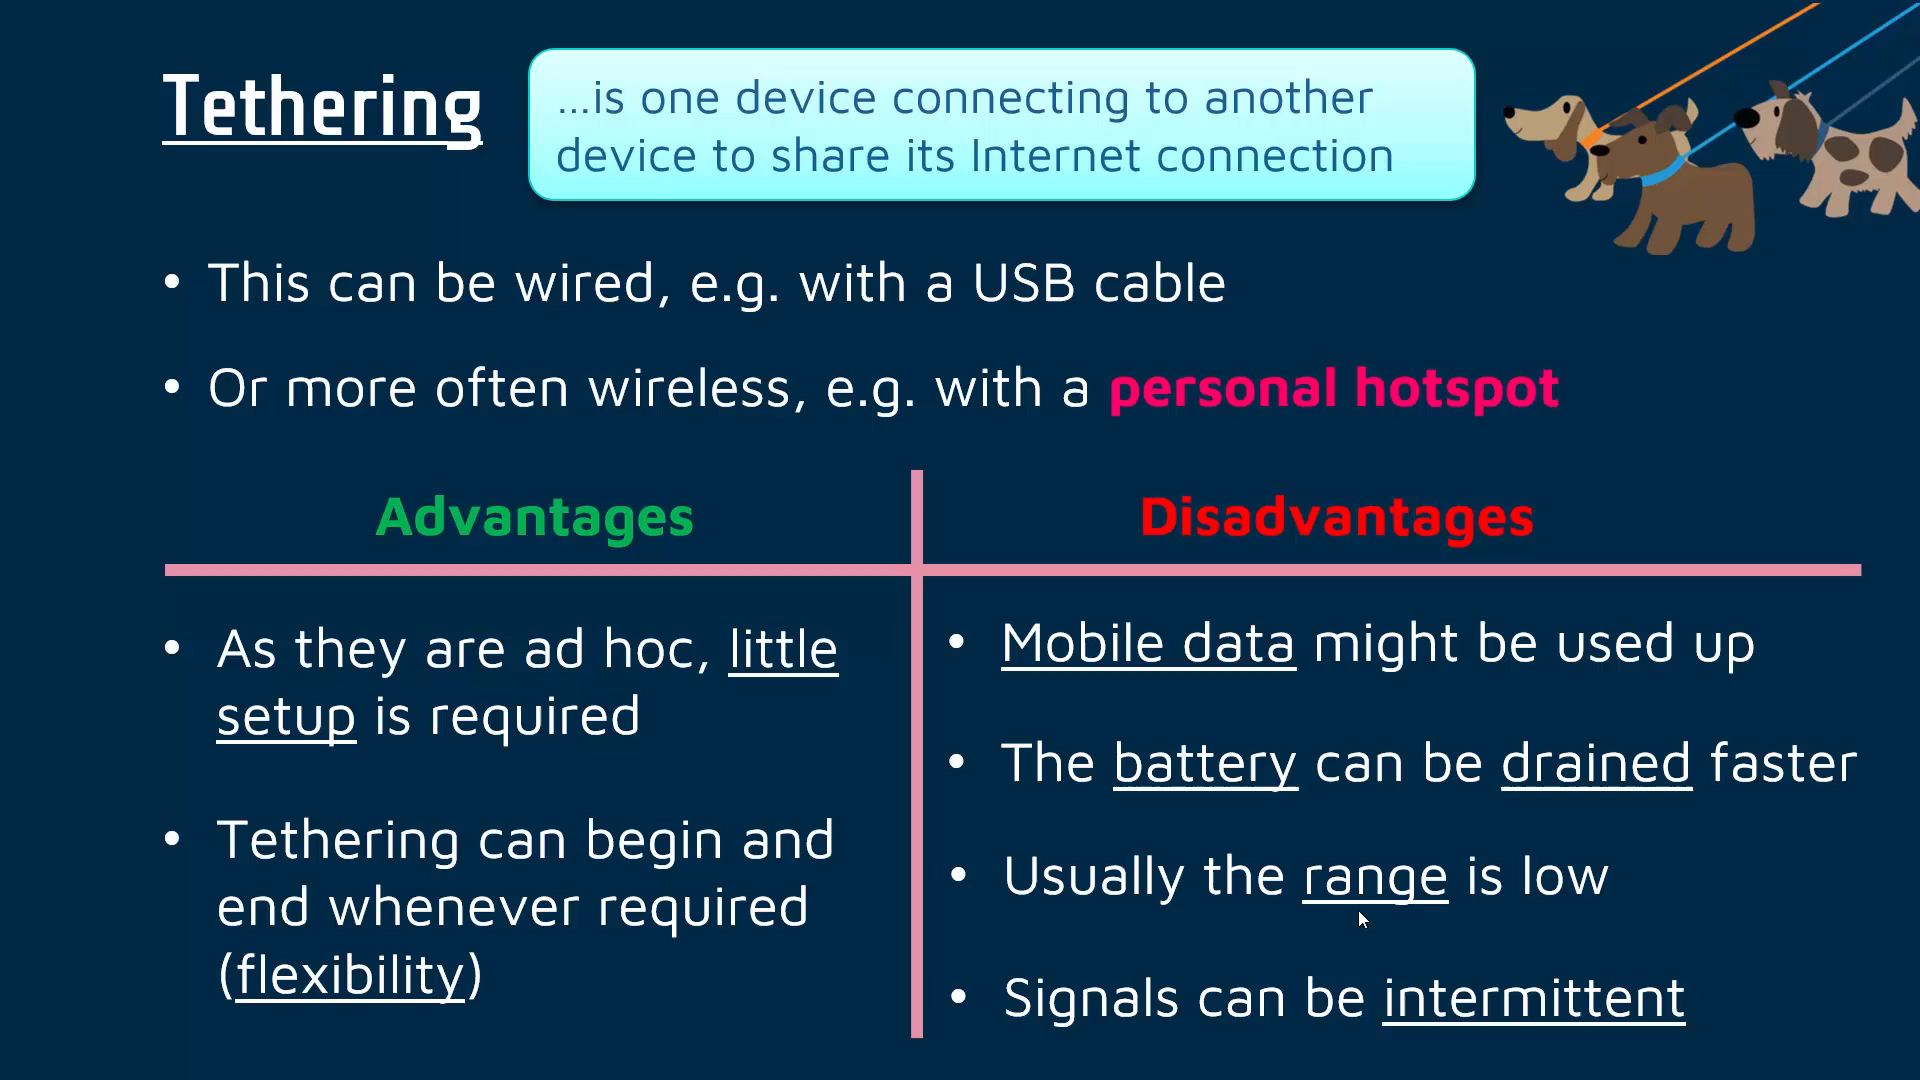 Tethering
...is one device connecting to another
device to share its Internet connection
• This can be wired, e.g. with a USB cable
• Or more often wireless, e.g. with a personal hotspot
Advantages
• As they are ad hoc, little
setup is required
• Tethering can begin and
end whenever required
(flexibility)
Disadvantages
• Mobile data might be used up
• The battery can be drained faster
• Usually the range is low
• Signals can be intermittent